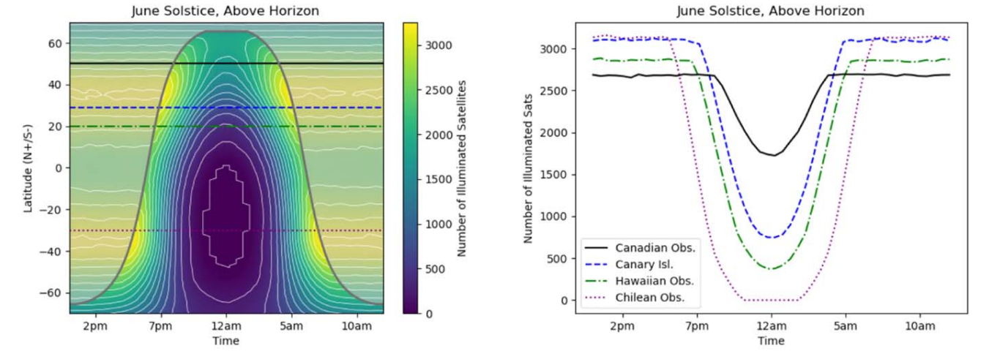 June Solstice, Above Horizon
60
40
20
0
−20
−40
−60
Latitude (N+/S-)
2pm 7pm 12am 5am 10am
Time
3000
2500
2000
1500
1000
500
0
Number of Illuminated Satellites
June Solstice, Above Horizon
3000
2500
2000
1500
1000
500
0
Number of Illuminated Sats
Canadian Obs.
Canary Isl.
Hawaiian Obs.
Chilean Obs.
2pm 7pm 12am 5am 10am
Time